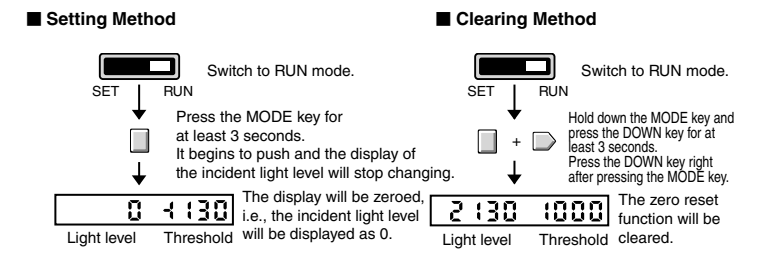 ■ Setting Method
Switch to RUN mode.
SET RUN
Press the MODE key for
at least 3 seconds.
It begins to push and the display of
the incident light level will stop changing.
0 -1130
Light level Threshold
The display will be zeroed,
i.e., the incident light level
will be displayed as 0.
■ Clearing Method
Switch to RUN mode.
SET RUN
+
Hold down the MODE key and
press the DOWN key for at
least 3 seconds.
Press the DOWN key right
after pressing the MODE key.
2130 1000
Light level Threshold
The zero reset
function will be
cleared.